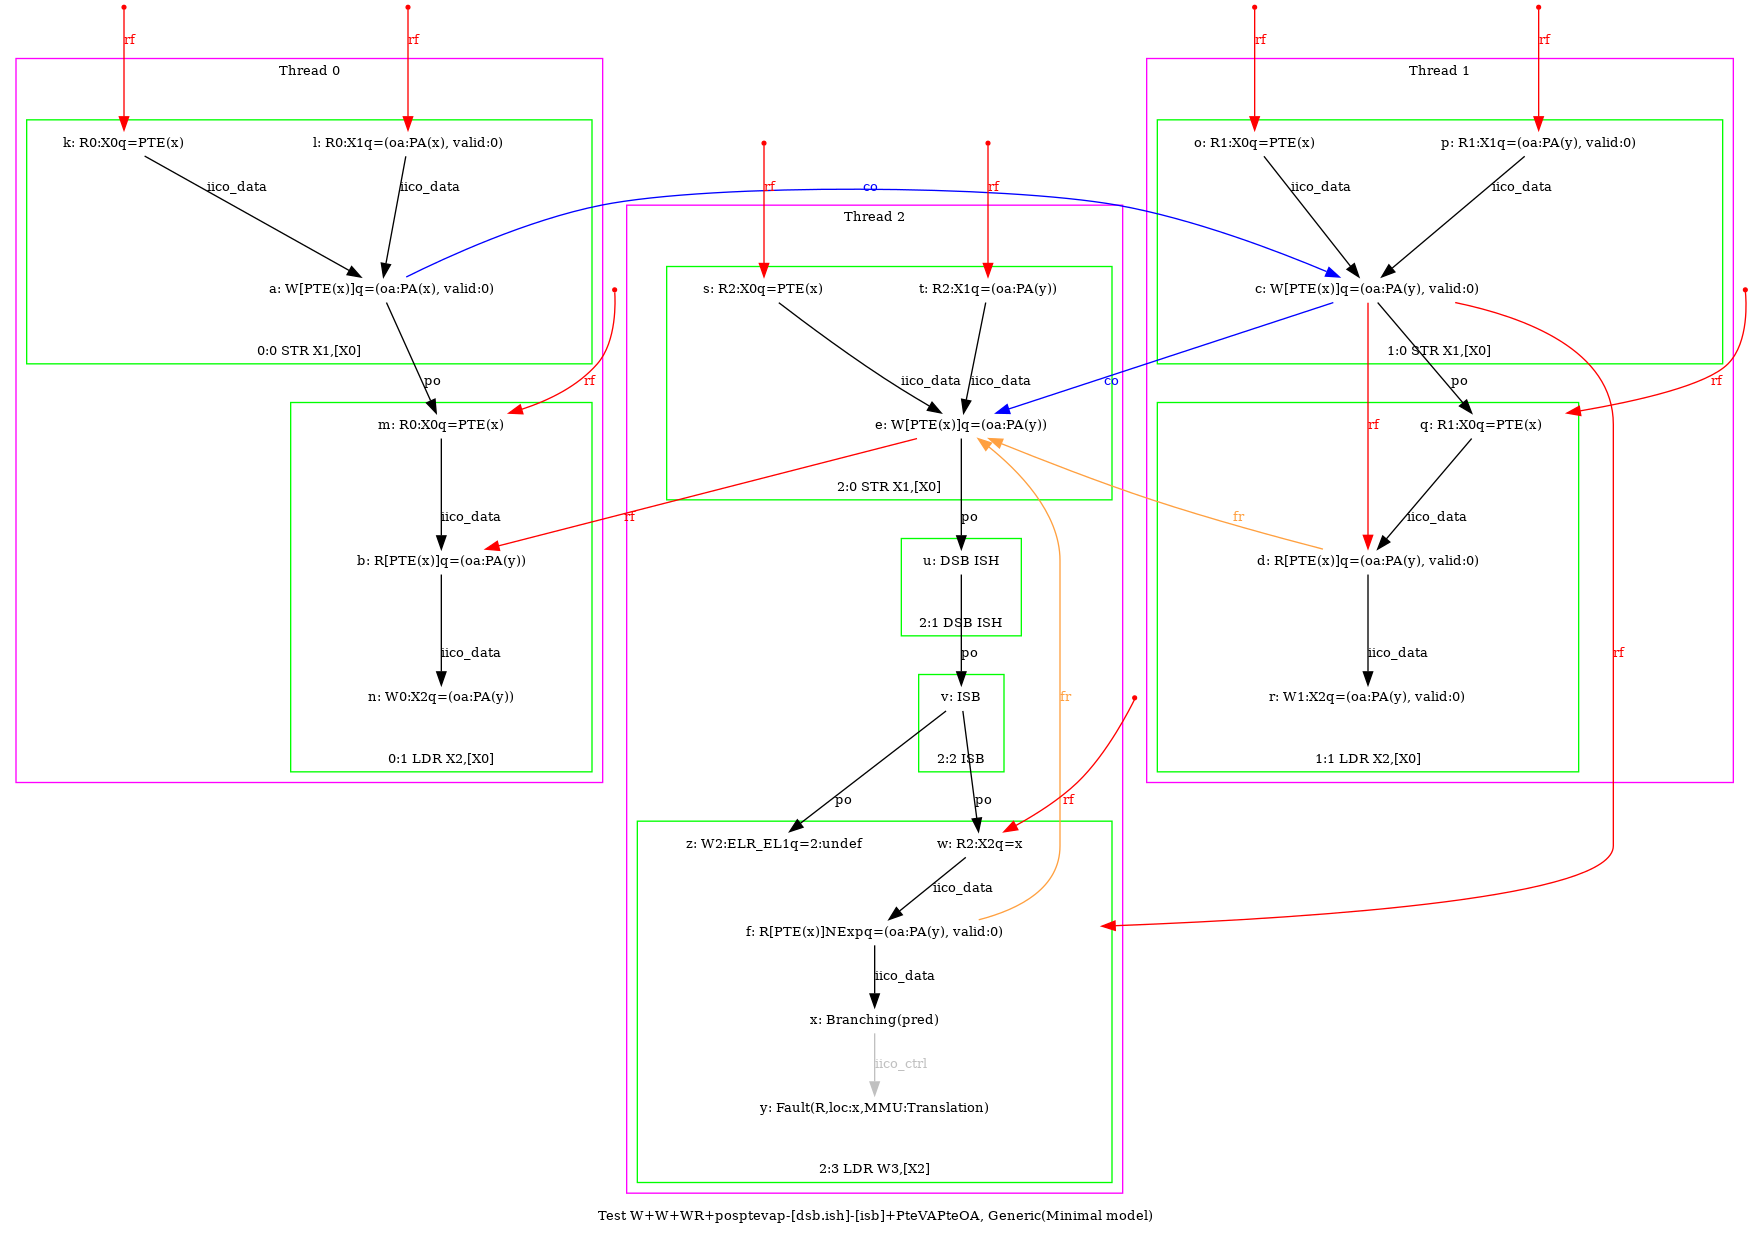 rf
rf
rf
rf
Thread 0
Thread 1
k: R0:X0q=PTE(x)
l: R0:X1q=(oa:PA(x), valid:0)
o: R1:X0q=PTE(x)
p: R1:X1q=(oa:PA(y), valid:0)
iico_data
iico_data
rf
co
rf
iico_data
iico_data
Thread 2
a: W[PTE(x)]q=(oa:PA(x), valid:0)
s: R2:X0q=PTE(x)
t: R2:X1q=(oa:PA(y))
c: W[PTE(x)]q=(oa:PA(y), valid:0)
0:0 STR X1,[X0]
1:0 STR X1,[X0]
po
rf
iico_data
iico_data
co
po
rf
m: R0:X0q=PTE(x)
e: W[PTE(x)]q=(oa:PA(y))
rf
q: R1:X0q=PTE(x)
2:0 STR X1,[X0]
iico_data
rf
po
fr
iico_data
b: R[PTE(x)]q=(oa:PA(y))
u: DSB ISH
d: R[PTE(x)]q=(oa:PA(y), valid:0)
2:1 DSB ISH
iico_data
po
iico_data
rf
n: W0:X2q=(oa:PA(y))
v: ISB
fr
r: W1:X2q=(oa:PA(y), valid:0)
0:1 LDR X2,[X0]
2:2 ISB
1:1 LDR X2,[X0]
po
po
rf
z: W2:ELR_EL1q=2:undef
w: R2:X2q=x
iico_data
f: R[PTE(x)]NExpq=(oa:PA(y), valid:0)
iico_data
x: Branching(pred)
iico_ctrl
y: Fault(R,loc:x,MMU:Translation)
2:3 LDR W3,[X2]
Test W+W+WR+posptevap-[dsb.ish]-[isb]+PteVAPteOA, Generic(Minimal model)